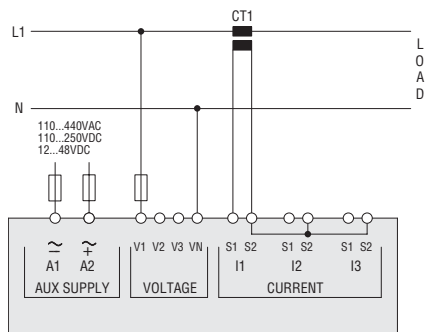 CT1
L1
LOAD
N
110...440VAC
110...250VDC
12...48VDC
V1 V2 V3 VN S1 S2 S1 S2 S1 S2
A1 A2 I1 I2 I3
AUX SUPPLY VOLTAGE CURRENT